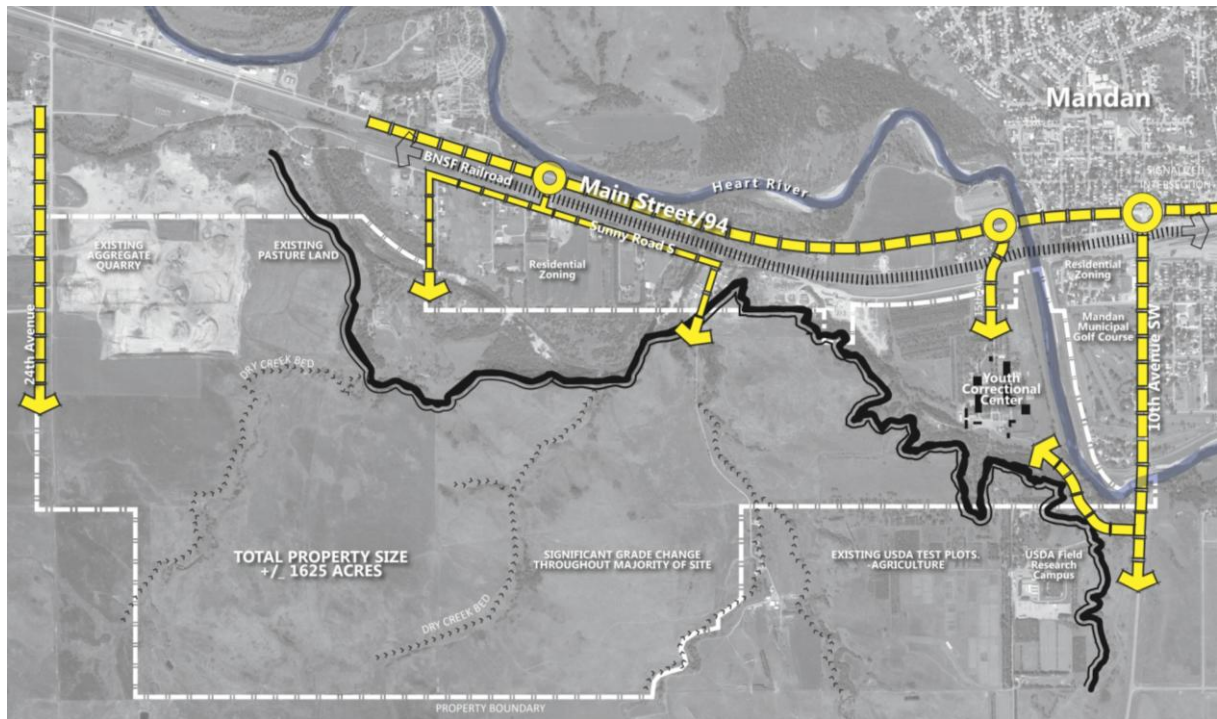 Mandan
SIGNALIZED
INTERSECTION
BNSF Railroad
Main Street/94
Heart River
Sunny Road S
EXISTING
AGGREGATE
QUARRY
EXISTING
PASTURE LAND
Residential
Zoning
Residential
Zoning
Mandan
Municipal
Golf Course
24th Avenue
10th Avenue SW
DRY CREEK BED
Youth
Correctional
Center
TOTAL PROPERTY SIZE
+/_ 1625 ACRES
SIGNIFICANT GRADE CHANGE
THROUGHOUT MAJORITY OF SITE
EXISTING USDA TEST PLOTS.
-AGRICULTURE
USDA Field
Research
Campus
DRY CREEK BED
PROPERTY BOUNDARY